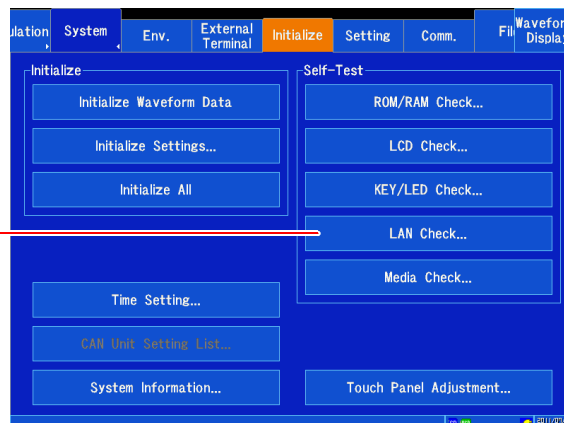 ulation System Env. External Terminal Initialize Setting Comm. Fil Wavefor
Displa
Initialize
Initialize Waveform Data
Initialize Settings...
Initialize All
Self-Test
ROM/RAM Check...
LCD Check...
KEY/LED Check...
LAN Check...
Media Check...
Time Setting...
CAN Unit Setting List...
System Information...
Touch Panel Adjustment...